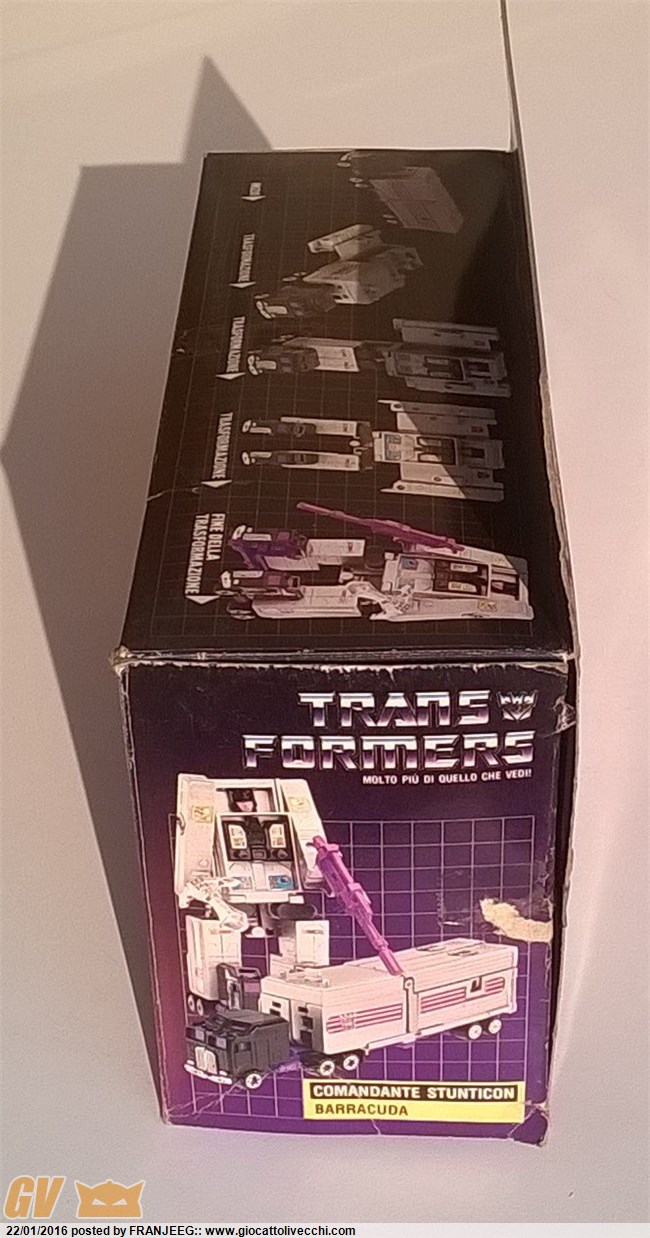 INIZIO
TRASFORMAZIONE
TRASFORMAZIONE
TRASFORMAZIONE
FINE DELLA
TRASFORMAZIONE
TRANS
FORMERS
MOLTO PIÙ DI QUELLO CHE VEDI!
COMANDANTE STUNTICON
BARRACUDA
GV
22/01/2016 posted by FRANJEEG:: www.giocattolivecchi.com